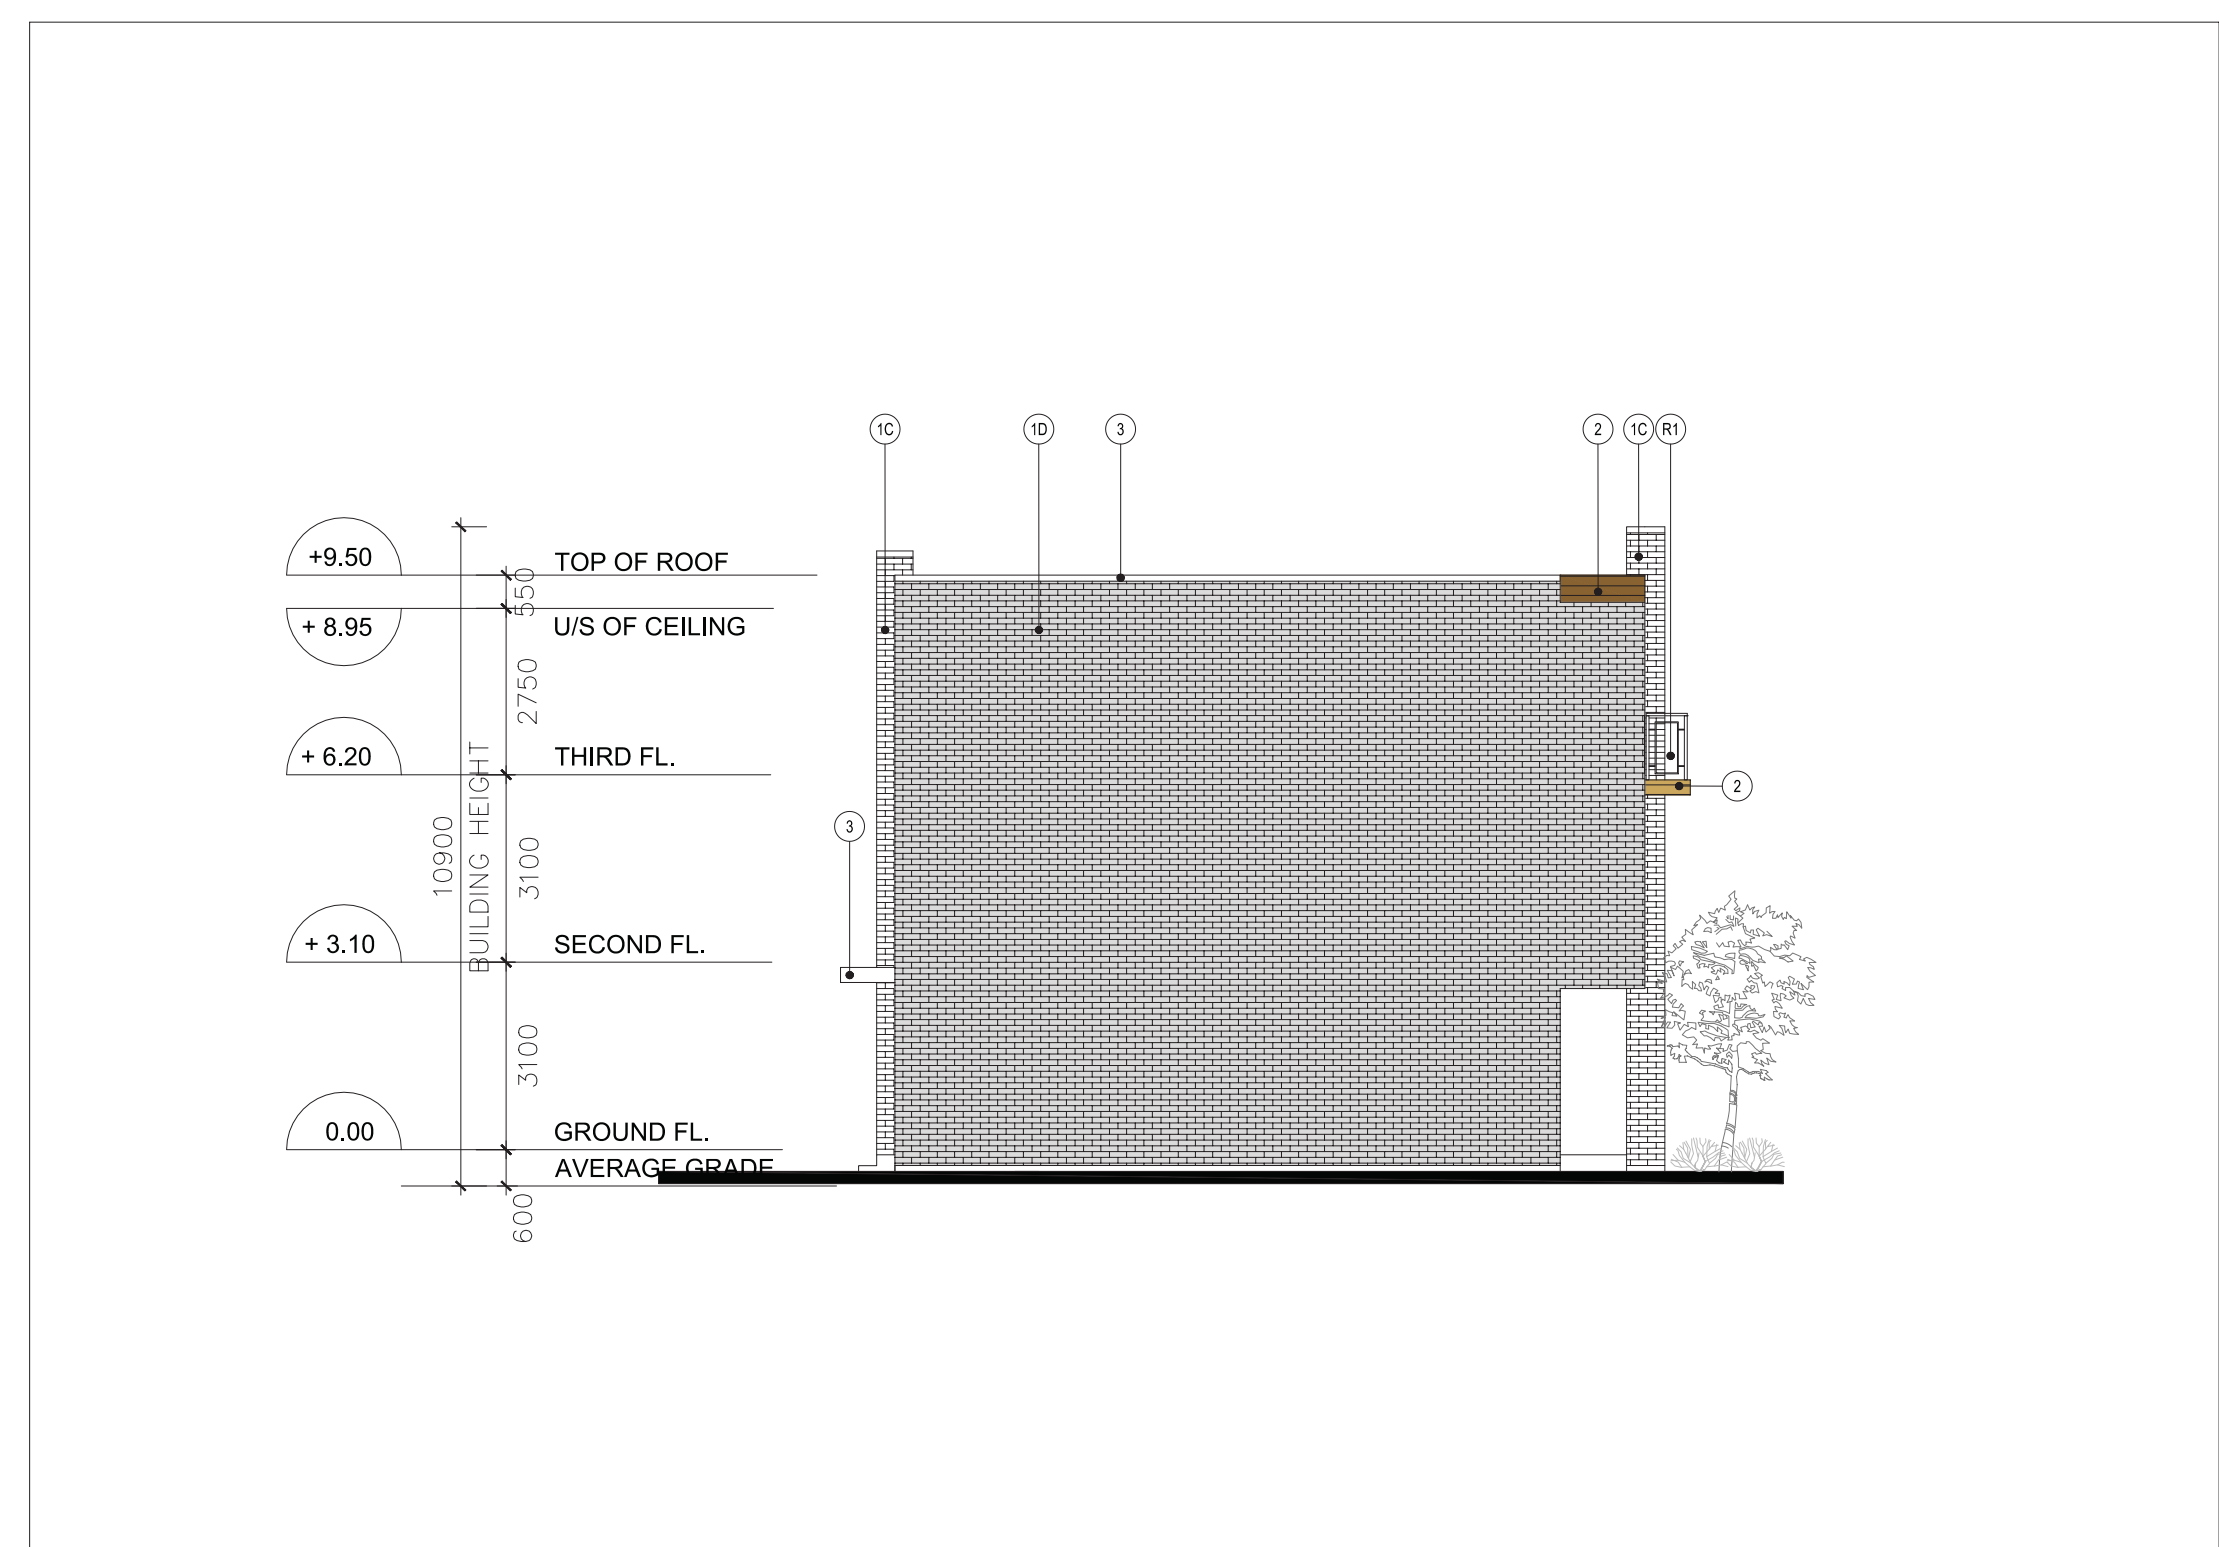 1C
1D
3
2
1C
R1
+9.50
TOP OF ROOF
550
+ 8.95
U/S OF CEILING
2750
+ 6.20
THIRD FL.
2
3
10900
BUILDING HEIGHT
3100
+ 3.10
SECOND FL.
3100
0.00
GROUND FL.
AVERAGE GRADE
600